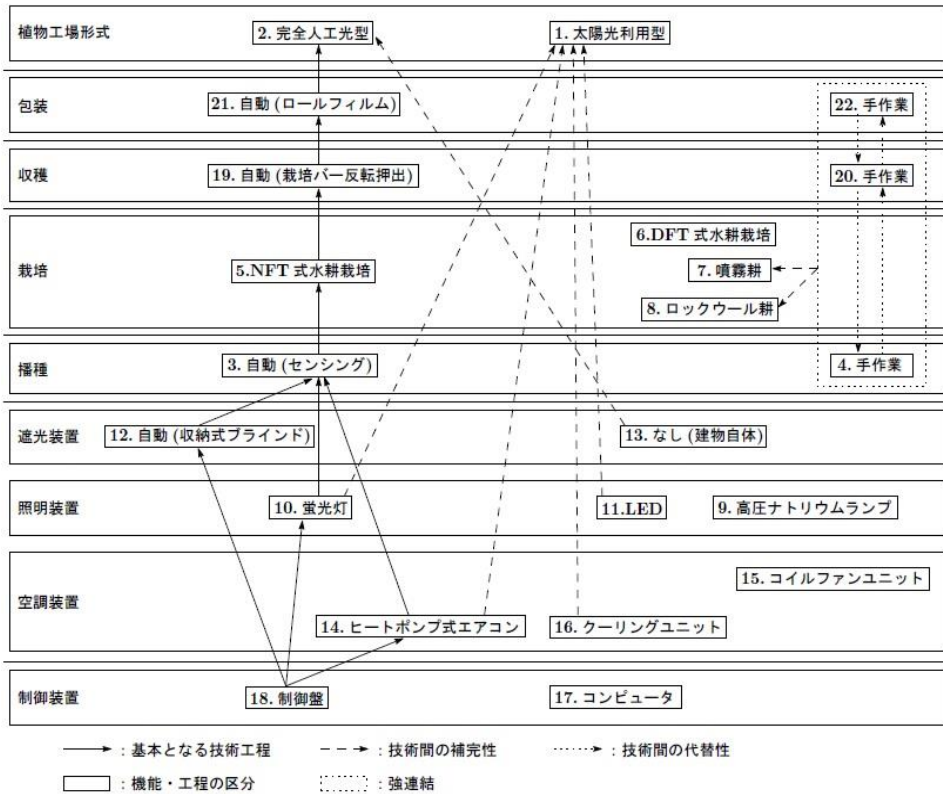 植物工場形式
2. 完全人工光型
1. 太陽光利用型
包装
21. 自動 (ロールフィルム)
22. 手作業
収穫
19. 自動 (栽培バー反転押出)
20. 手作業
栽培
6.DFT 式水耕栽培
5.NFT 式水耕栽培
7. 噴霧耕
8. ロックウール耕
播種
3. 自動 (センシング)
4. 手作業
遮光装置
12. 自動 (収納式ブラインド)
13. なし (建物自体)
照明装置
10. 蛍光灯
11.LED
9. 高圧ナトリウムランプ
空調装置
15. コイルファンユニット
14. ヒートポンプ式エアコン
16. クーリングユニット
制御装置
18. 制御盤
17. コンピュータ
: 基本となる技術工程
: 技術間の補完性
: 技術間の代替性
: 機能・工程の区分
: 強連結